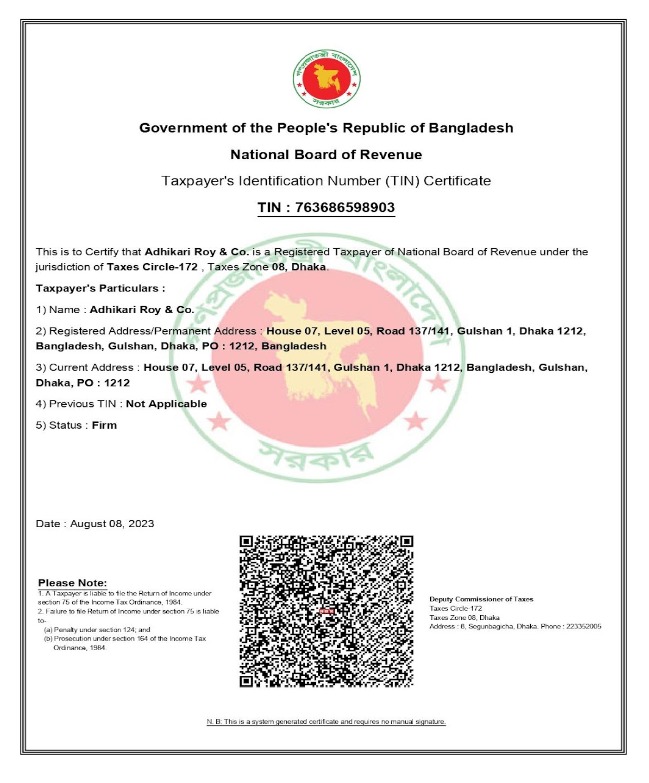 গণপ্রজাতন্ত্রী বাংলাদেশ
সরকার
Government of the People's Republic of Bangladesh
National Board of Revenue
Taxpayer's Identification Number (TIN) Certificate
TIN : 763686598903
This is to Certify that Adhikari Roy & Co. is a Registered Taxpayer of National Board of Revenue under the
jurisdiction of Taxes Circle-172 , Taxes Zone 08, Dhaka.
Taxpayer's Particulars :
1) Name : Adhikari Roy & Co.
2) Registered Address/Permanent Address : House 07, Level 05, Road 137/141, Gulshan 1, Dhaka 1212,
Bangladesh, Gulshan, Dhaka, PO : 1212, Bangladesh
3) Current Address : House 07, Level 05, Road 137/141, Gulshan 1, Dhaka 1212, Bangladesh, Gulshan,
Dhaka, PO : 1212
4) Previous TIN : Not Applicable
5) Status : Firm
গণপ্রজাতন্ত্রী বাংলাদেশ
সরকার
Date : August 08, 2023
Please Note:
1. A Taxpayer is liable to file the Return of Income under
section 75 of the Income Tax Ordinance, 1984.
2. Failure to file Return of Income under section 75 is liable
to-
(a) Penalty under section 124; and
(b) Prosecution under section 164 of the Income Tax
Ordinance, 1984.
Deputy Commissioner of Taxes
Taxes Circle-172
Taxes Zone 08, Dhaka
Address : 6, Segunbagicha, Dhaka. Phone : 223352005
N. B: This is a system generated certificate and requires no manual signature.